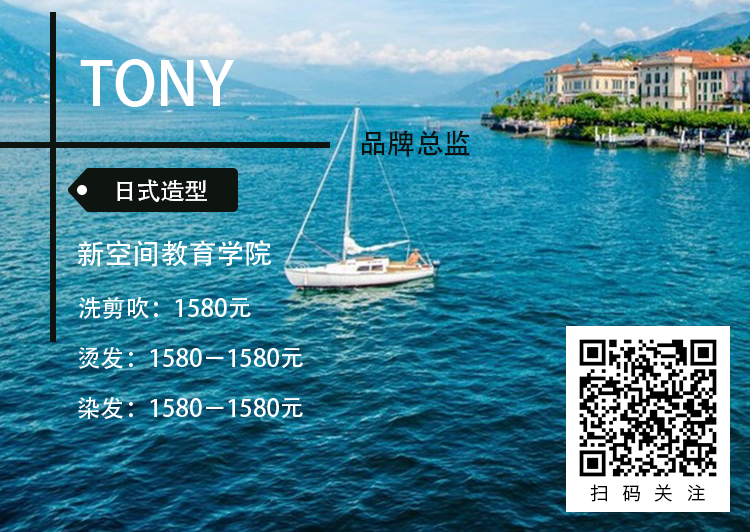 TONY
品牌总监
日式造型
新空间教育学院
洗剪吹：1580元
烫发：1580－1580元
染发：1580－1580元
扫码关注